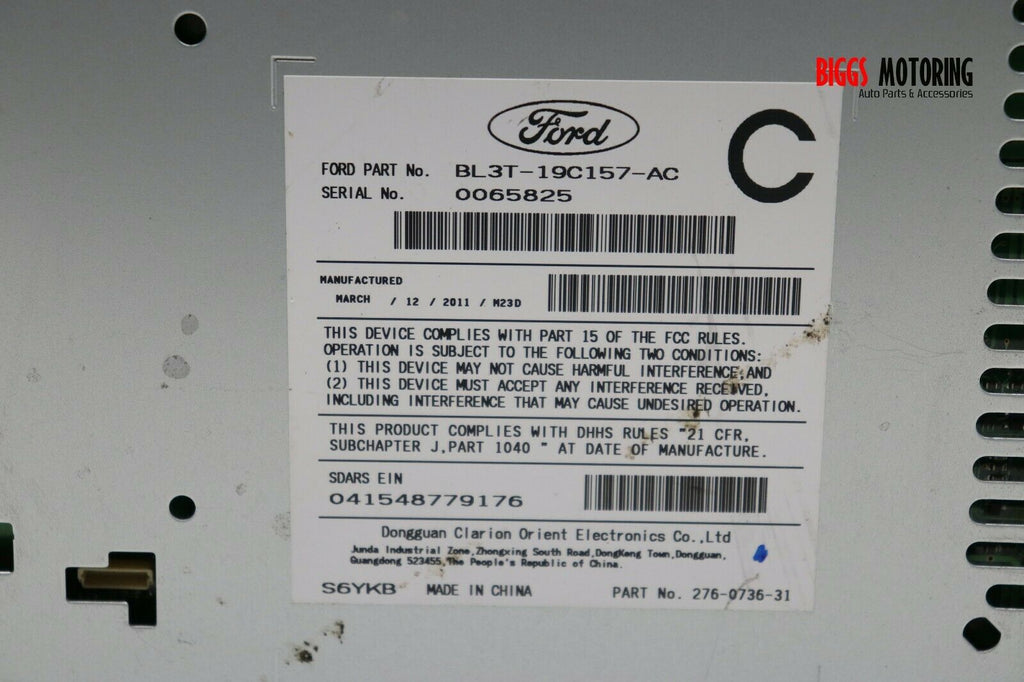 BIGGS MOTORING
Auto Parts & Accessories
Ford
C
FORD PART No. BL3T-19C157-AC
SERIAL No. 0065825
MANUFACTURED
MARCH / 12 / 2011 / M23D
THIS DEVICE COMPLIES WITH PART 15 OF THE FCC RULES.
OPERATION IS SUBJECT TO THE FOLLOWING TWO CONDITIONS:
(1) THIS DEVICE MAY NOT CAUSE HARMFUL INTERFERENCE,AND
(2) THIS DEVICE MUST ACCEPT ANY INTERFERENCE RECEIVED,
INCLUDING INTERFERENCE THAT MAY CAUSE UNDESIRED OPERATION.
THIS PRODUCT COMPLIES WITH DHHS RULES "21 CFR,
SUBCHAPTER J,PART 1040 " AT DATE OF MANUFACTURE.
SDARS EIN
041548779176
Dongguan Clarion Orient Electronics Co.,Ltd
Junda Industrial Zone,Zhongxing South Road,DongKeng Town,Dongguan,
Guangdong 523455,The People's Republic of China.
S6YKB MADE IN CHINA PART No. 276-0736-31